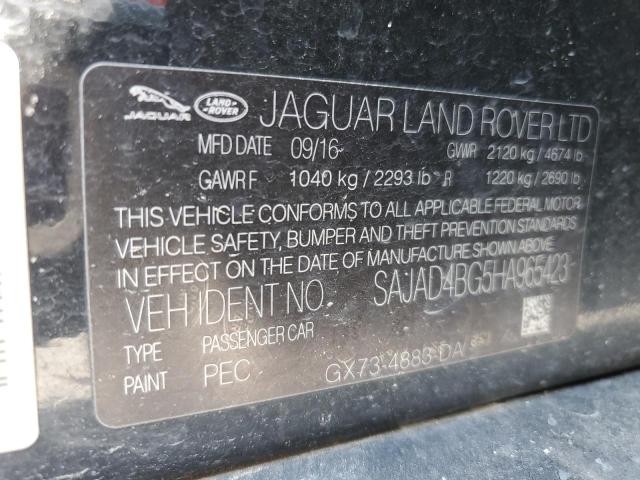 JAGUAR LAND-ROVER JAGUAR LAND ROVER LTD
MFD DATE 09/16 GVWR 2120 kg / 4674 lb
GAWR F 1040 kg / 2293 lb R 1220 kg / 2690 lb
THIS VEHICLE CONFORMS TO ALL APPLICABLE FEDERAL MOTOR
VEHICLE SAFETY, BUMPER AND THEFT PREVENTION STANDARDS
IN EFFECT ON THE DATE OF MANUFACTURE SHOWN ABOVE
VEH IDENT NO. SAJAD4BG5HA965423
TYPE PASSENGER CAR
PAINT PEC GX73-4883-DA